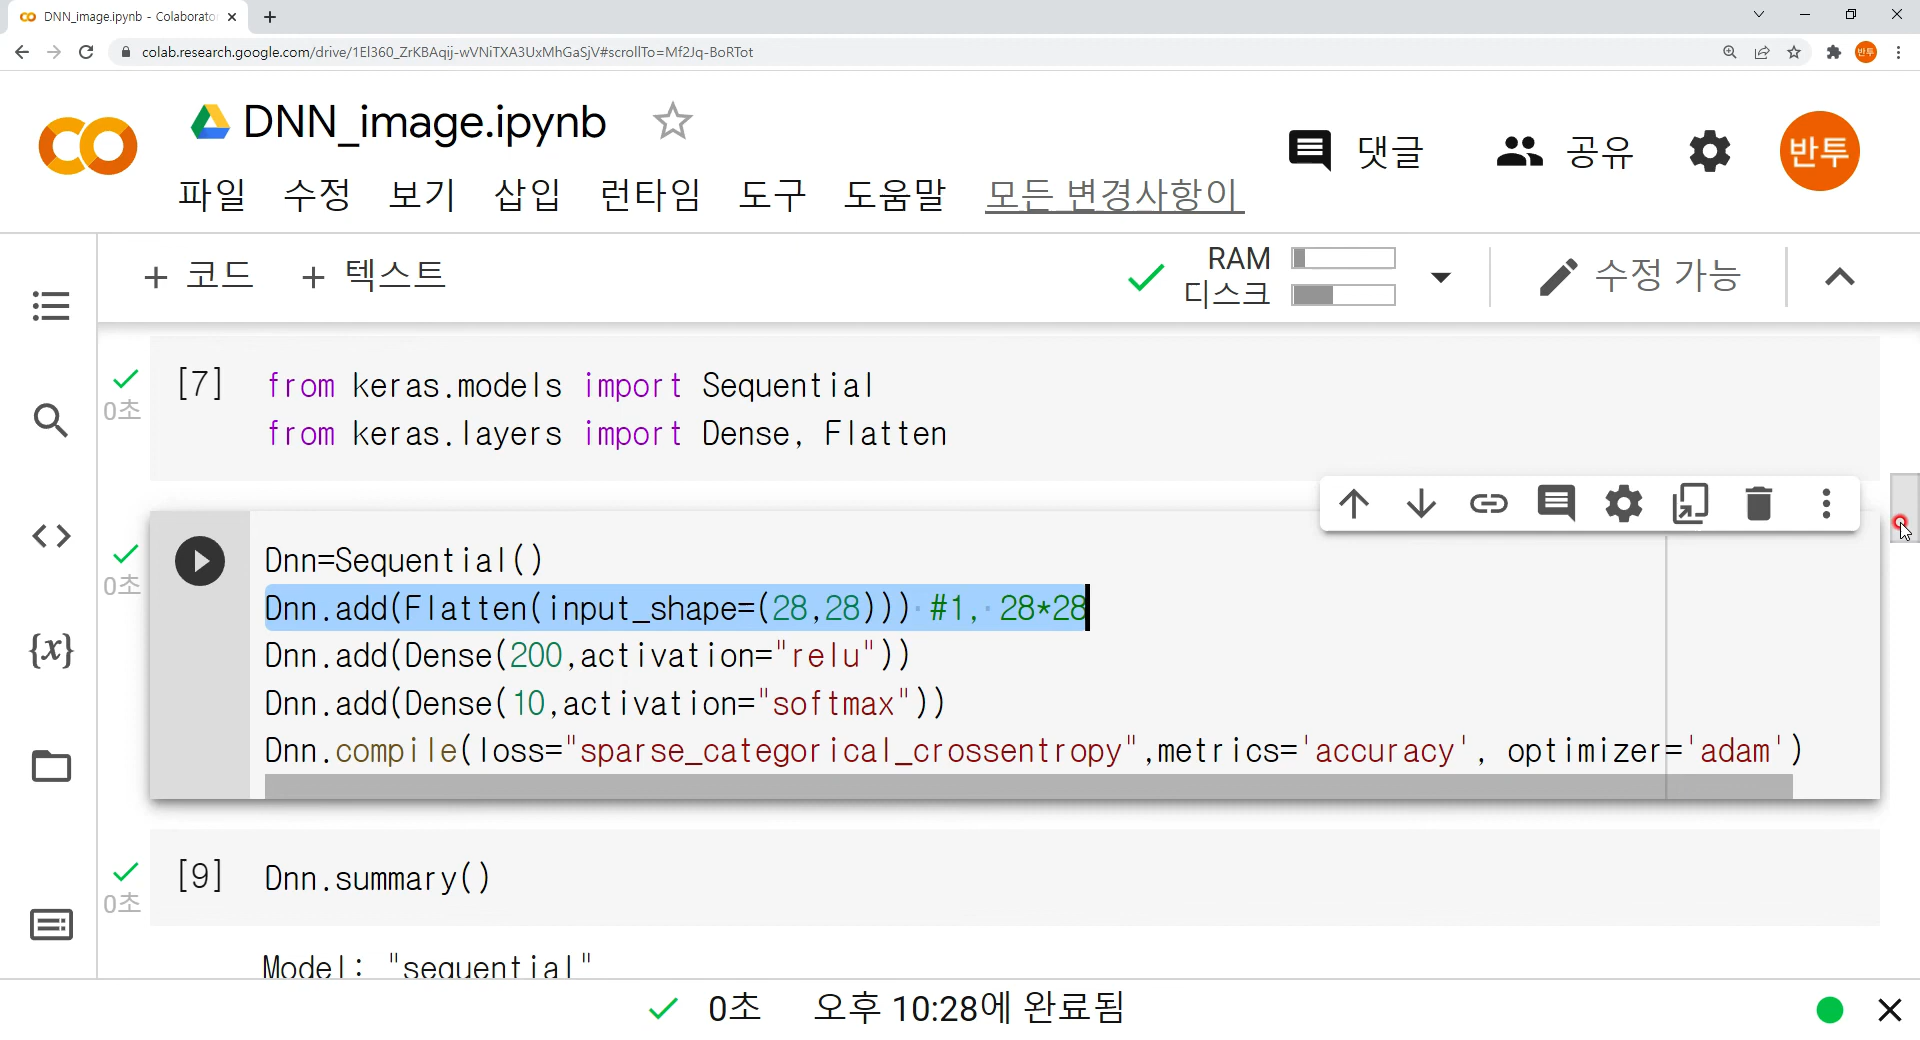 DNN_image.ipynb - Colaborator
colab.research.google.com/drive/1El360_ZrKBAqij-wVNiTXA3UxMhGaSjV#scrollTo=Mf2Jq-BoRTot
반투
DNN_image.ipynb
댓글
공유
반투
파일 수정 보기 삽입 런타임 도구 도움말 모든 변경사항이
+ 코드 + 텍스트
RAM
디스크
수정 가능
[7] from keras.models import Sequential
0초
from keras.layers import Dense, Flatten
Dnn=Sequential()
0초
Dnn.add(Flatten(input_shape=(28,28))) #1, 28*28
Dnn.add(Dense(200,activation="relu"))
Dnn.add(Dense(10,activation="softmax"))
Dnn.compile(loss="sparse_categorical_crossentropy",metrics='accuracy', optimizer='adam')
[9] Dnn.summary()
0초
Model: "sequential"
0초 오후 10:28에 완료됨